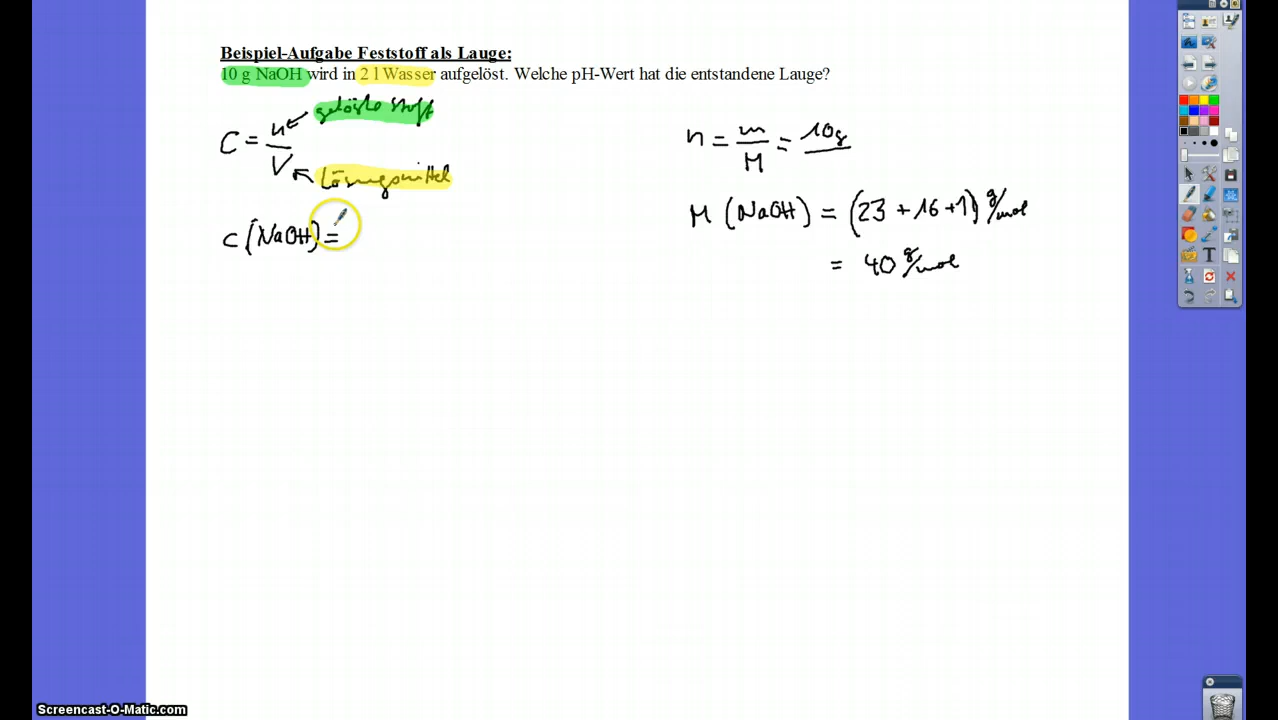 Beispiel-Aufgabe Feststoff als Lauge:
10 g NaOH wird in 2 l Wasser aufgelöst. Welche pH-Wert hat die entstandene Lauge?
gelöste Stoff
C = n/V
Lösungsmittel
c (NaOH) =
n = m/M = 10g
M (NaOH) = (23 + 16 + 1) g/mol
= 40 g/mol
T
Screencast-O-Matic.com